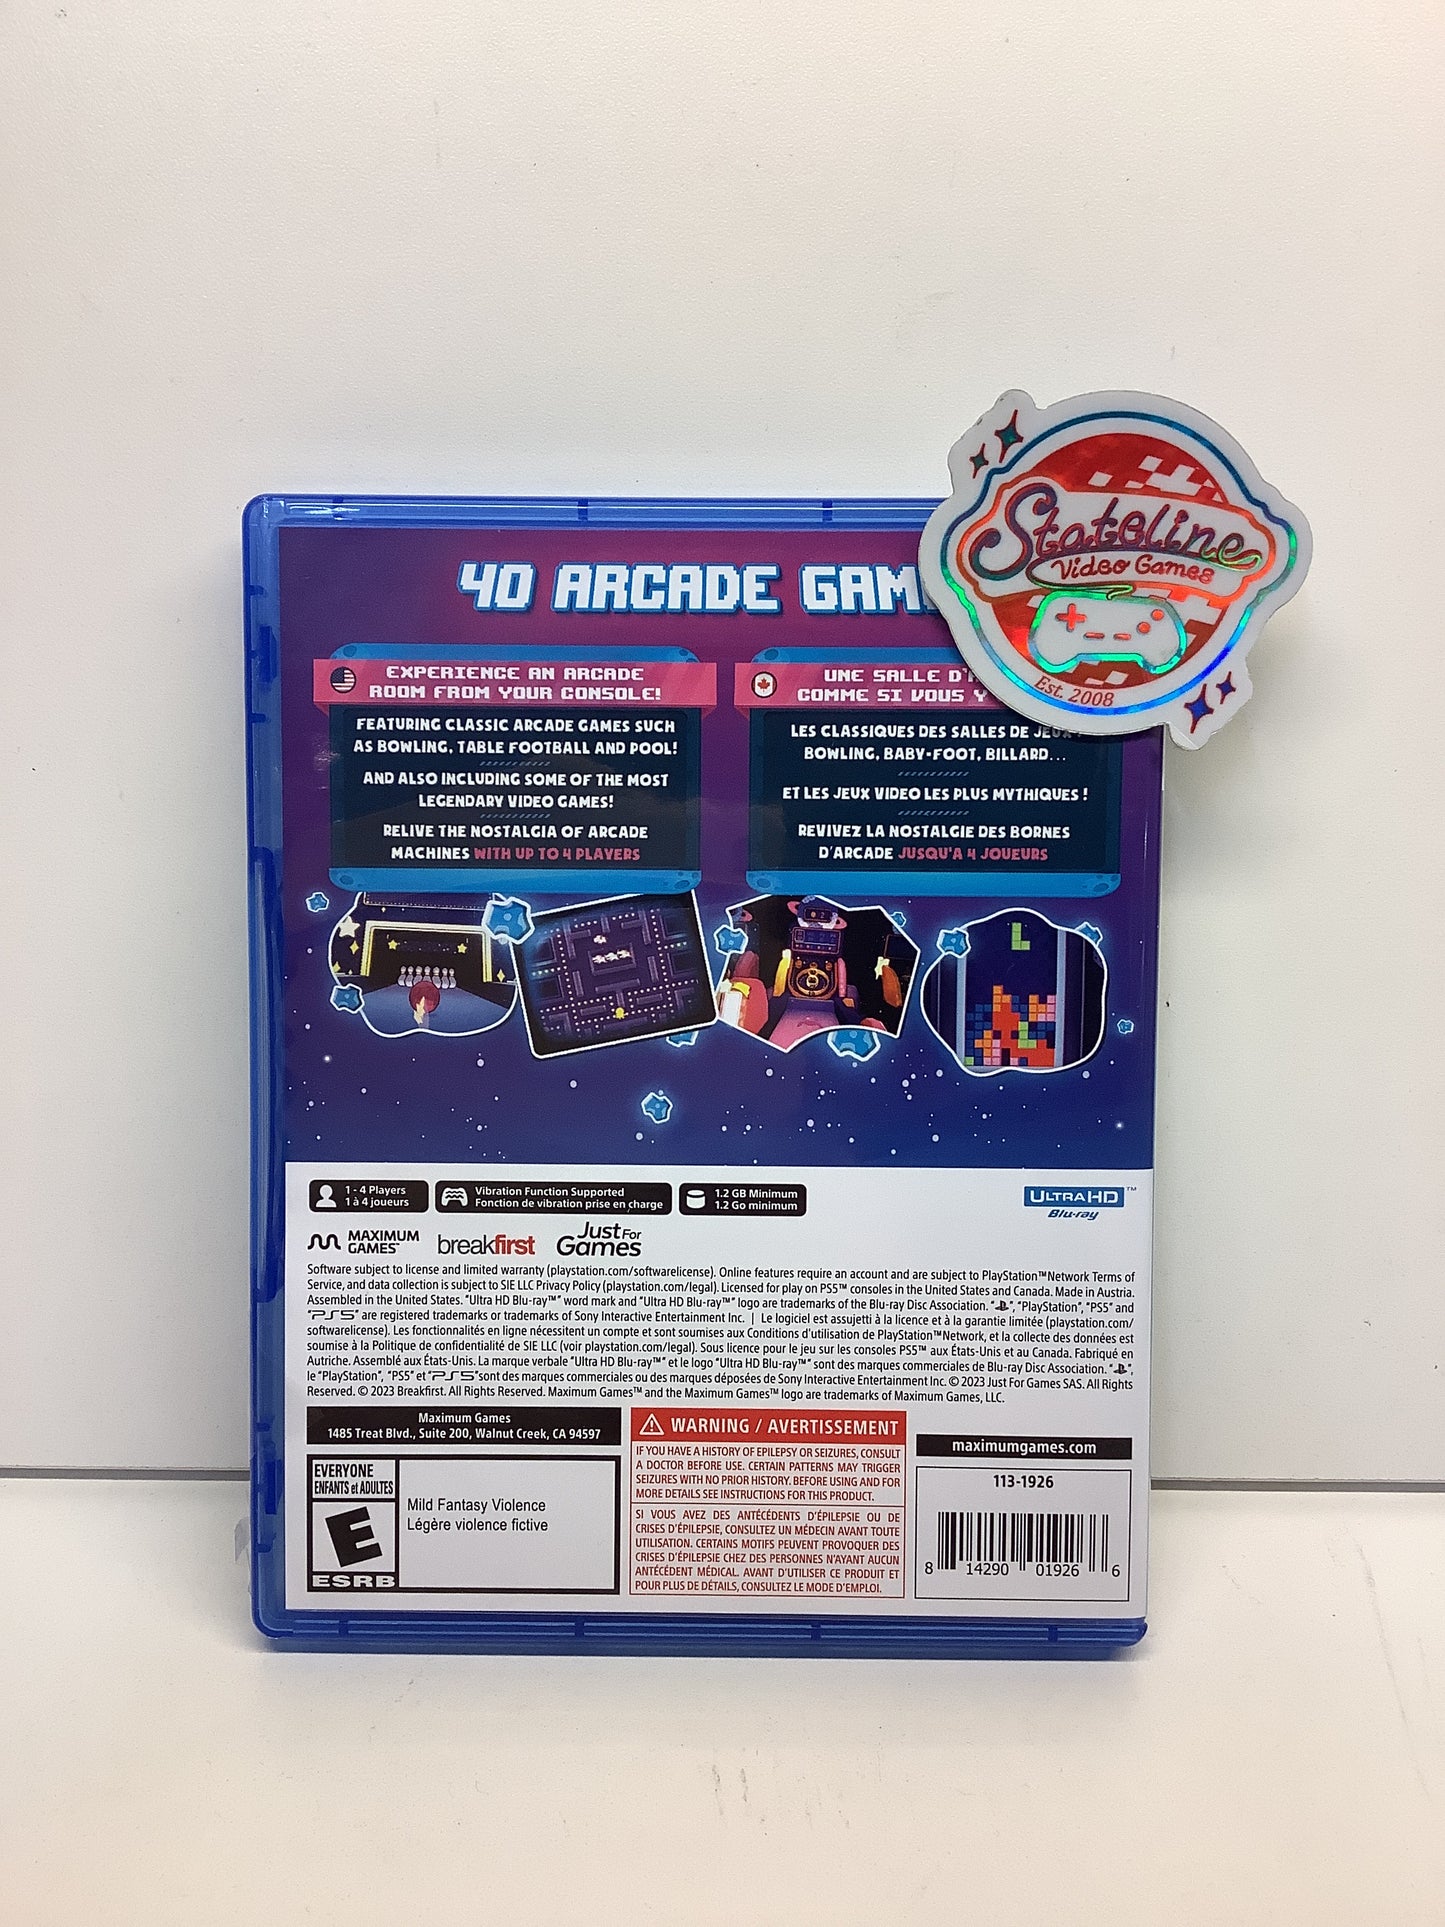 40 ARCADE
Stateline
Video Games
Est. 2008
EXPERIENCE AN ARCADE
ROOM FROM YOUR CONSOLE!
FEATURING CLASSIC ARCADE GAMES SUCH
AS BOWLING, TABLE FOOTBALL AND POOL!
AND ALSO INCLUDING SOME OF THE MOST
LEGENDARY VIDEO GAMES!
RELIVE THE NOSTALGIA OF ARCADE
MACHINES WITH UP TO 4 PLAYERS
UNE SALLE
COMME SI VOUS Y
LES CLASSIQUES DES SALLES DE JEUX :
BOWLING, BABY-FOOT, BILLARD...
ET LES JEUX VIDEO LES PLUS MYTHIQUES !
REVIVEZ LA NOSTALGIE DES BORNES
D'ARCADE JUSQU'A 4 JOUEURS
1 - 4 Players
1 à 4 joueurs
Vibration Function Supported
Fonction de vibration prise en charge
1.2 GB Minimum
1.2 Go minimum
ULTRA HD™
Blu-ray
MAXIMUM
GAMES™
breakfirst
Just For
Games
Software subject to license and limited warranty (playstation.com/softwarelicense). Online features require an account and are subject to PlayStation™Network Terms of
Service, and data collection is subject to SIE LLC Privacy Policy (playstation.com/legal). Licensed for play on PS5™ consoles in the United States and Canada. Made in Austria.
Assembled in the United States. "Ultra HD Blu-ray™" word mark and "Ultra HD Blu-ray™" logo are trademarks of the Blu-ray Disc Association. "", "PlayStation", "PS5" and
"PS5" are registered trademarks or trademarks of Sony Interactive Entertainment Inc. | Le logiciel est assujetti à la licence et à la garantie limitée (playstation.com/
softwarelicense). Les fonctionnalités en ligne nécessitent un compte et sont soumises aux Conditions d'utilisation de PlayStation™Network, et la collecte des données est
soumise à la Politique de confidentialité de SIE LLC (voir playstation.com/legal). Sous licence pour le jeu sur les consoles PS5™ aux États-Unis et au Canada. Fabriqué en
Autriche. Assemblé aux États-Unis. La marque verbale "Ultra HD Blu-ray™" et le logo "Ultra HD Blu-ray™" sont des marques commerciales de Blu-ray Disc Association. "",
le "PlayStation", "PS5" et "PS5"sont des marques commerciales ou des marques déposées de Sony Interactive Entertainment Inc. © 2023 Just For Games SAS. All Rights
Reserved. © 2023 Breakfirst. All Rights Reserved. Maximum Games™ and the Maximum Games™ logo are trademarks of Maximum Games, LLC.
Maximum Games
1485 Treat Blvd., Suite 200, Walnut Creek, CA 94597
EVERYONE
ENFANTS et ADULTES
E
ESRB
Mild Fantasy Violence
Légère violence fictive
WARNING / AVERTISSEMENT
IF YOU HAVE A HISTORY OF EPILEPSY OR SEIZURES, CONSULT
A DOCTOR BEFORE USE. CERTAIN PATTERNS MAY TRIGGER
SEIZURES WITH NO PRIOR HISTORY. BEFORE USING AND FOR
MORE DETAILS SEE INSTRUCTIONS FOR THIS PRODUCT.
SI VOUS AVEZ DES ANTÉCÉDENTS D'ÉPILEPSIE OU DE
CRISES D'ÉPILEPSIE, CONSULTEZ UN MÉDECIN AVANT TOUTE
UTILISATION. CERTAINS MOTIFS PEUVENT PROVOQUER DES
CRISES D'ÉPILEPSIE CHEZ DES PERSONNES N'AYANT AUCUN
ANTÉCÉDENT MÉDICAL. AVANT D'UTILISER CE PRODUIT ET
POUR PLUS DE DÉTAILS, CONSULTEZ LE MODE D'EMPLOI.
maximumgames.com
113-1926
8 14290 01926 6